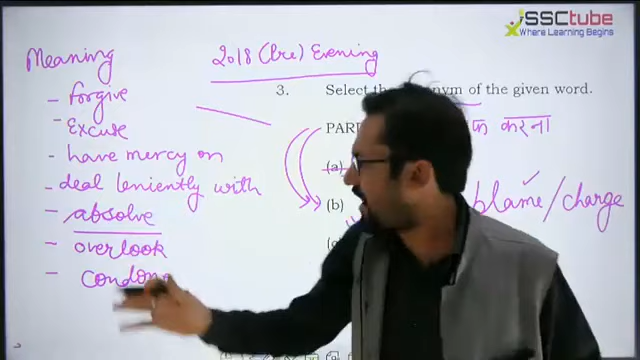 SSCtube
Where Learning Begins
Meaning
2018 (Pre) Evening
- forgive
- Excuse
- have mercy on
- deal leniently with
- absolve
- overlook
- condon
3. Select the nym of the given word.
PAR करना
(a)
(b) blame / charge